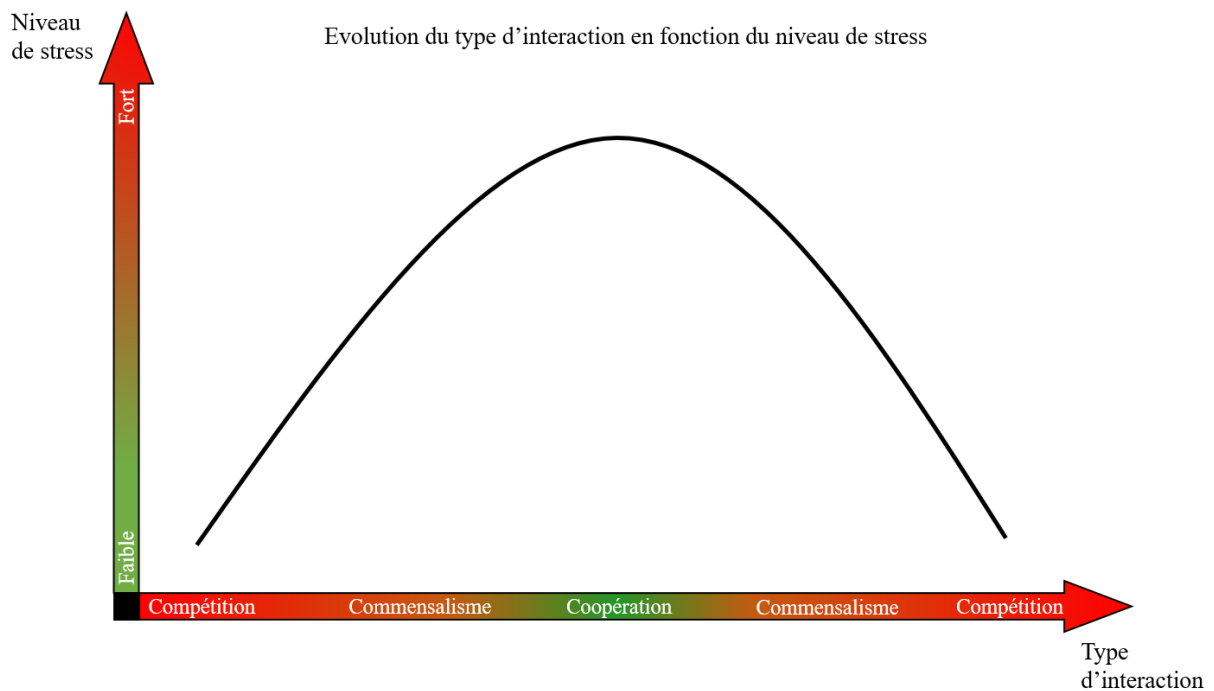 Niveau
de stress
Evolution du type d’interaction en fonction du niveau de stress
Fort
Faible
Compétition
Commensalisme
Coopération
Commensalisme
Compétition
Type
d’interaction